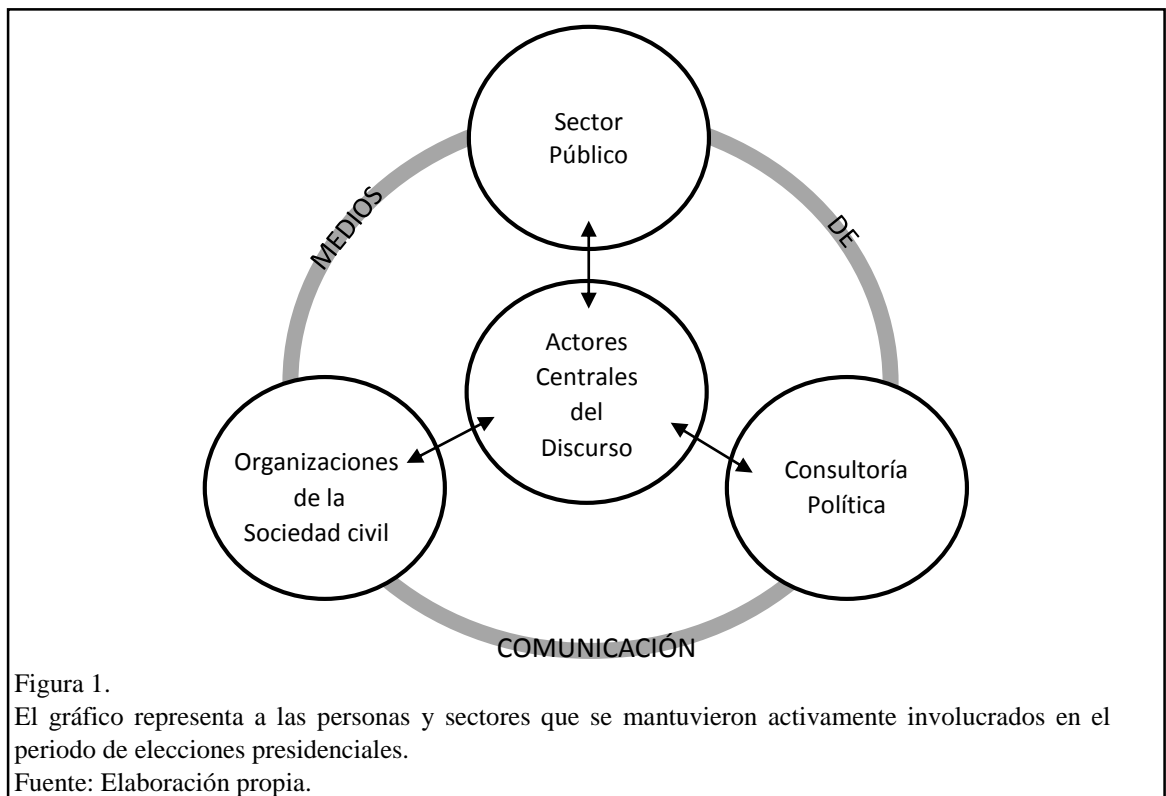 Sector
Público
MEDIOS
DE
Actores
Centrales
del
Discurso
Organizaciones
de la
Sociedad civil
Consultoría
Política
COMUNICACIÓN
Figura 1.
El gráfico representa a las personas y sectores que se mantuvieron activamente involucrados en el
periodo de elecciones presidenciales.
Fuente: Elaboración propia.